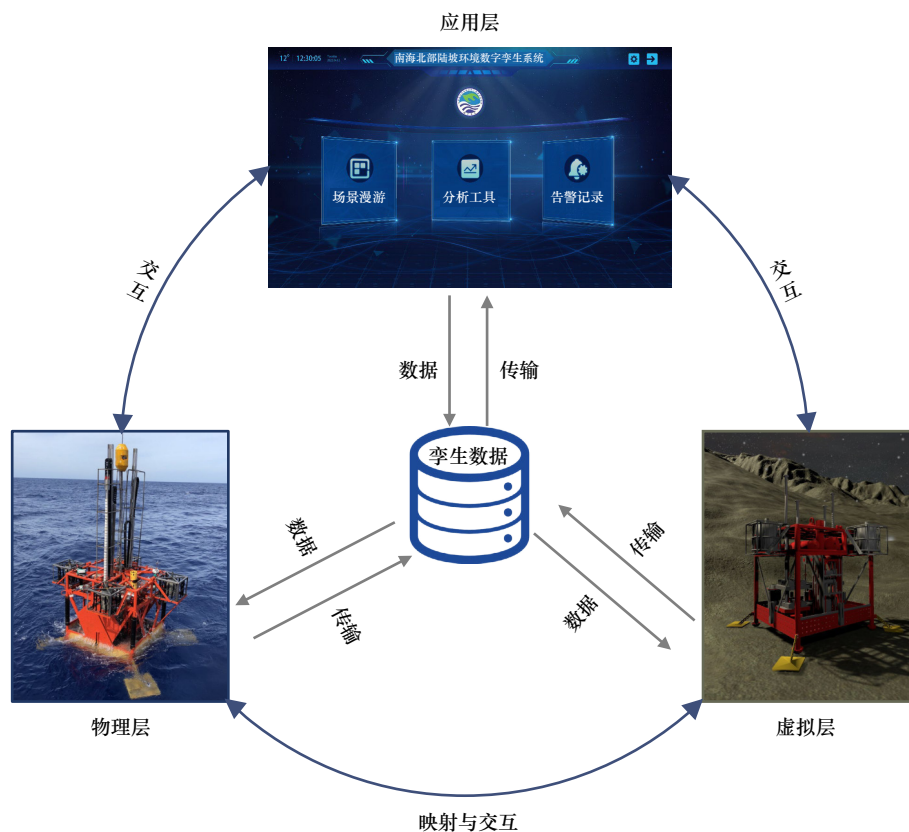 应用层
12° 12:30:05
南海北部陆坡环境数字孪生系统
场景漫游
分析工具
告警记录
交互
交互
数据
传输
孪生数据
数据
传输
传输
数据
物理层
虚拟层
映射与交互